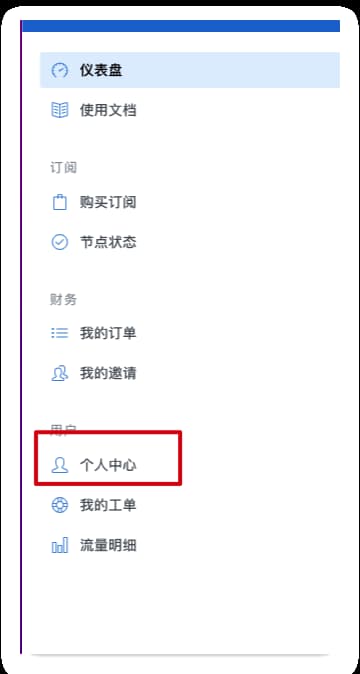 仪表盘
使用文档
订阅
购买订阅
节点状态
财务
我的订单
我的邀请
用户
个人中心
我的工单
流量明细